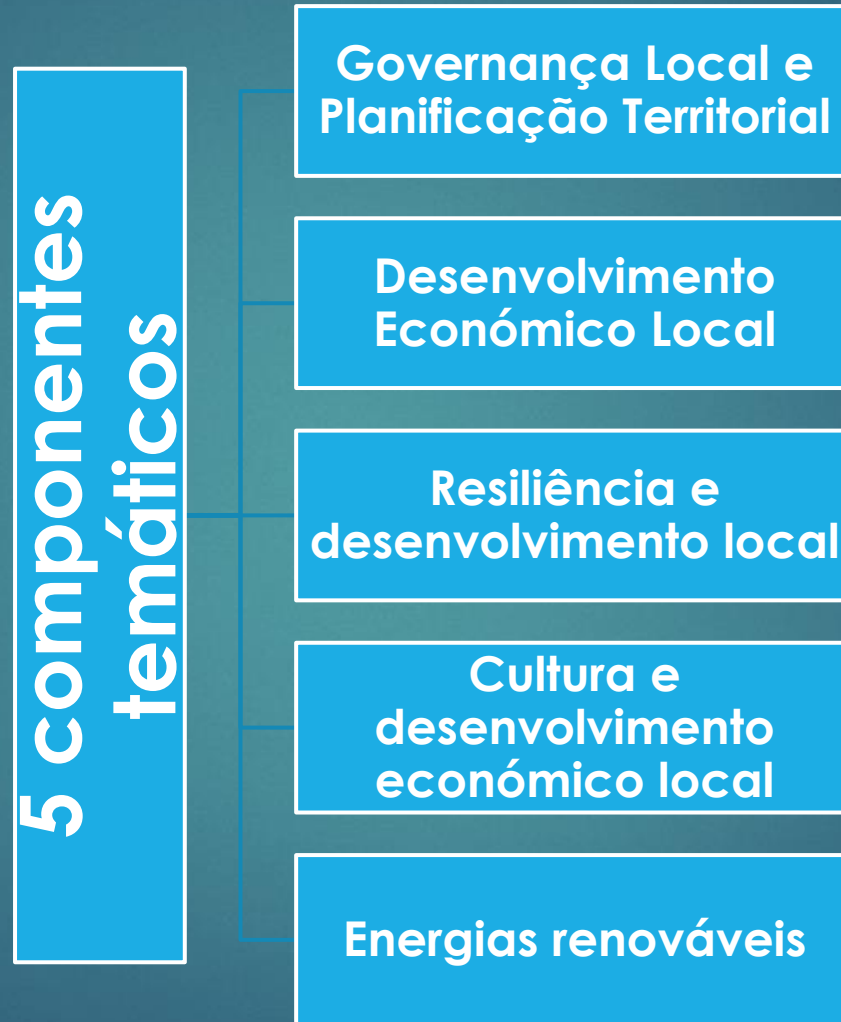 5 componentes
temáticos
Governança Local e
Planificação Territorial
Desenvolvimento
Económico Local
Resiliência e
desenvolvimento local
Cultura e
desenvolvimento
económico local
Energias renováveis